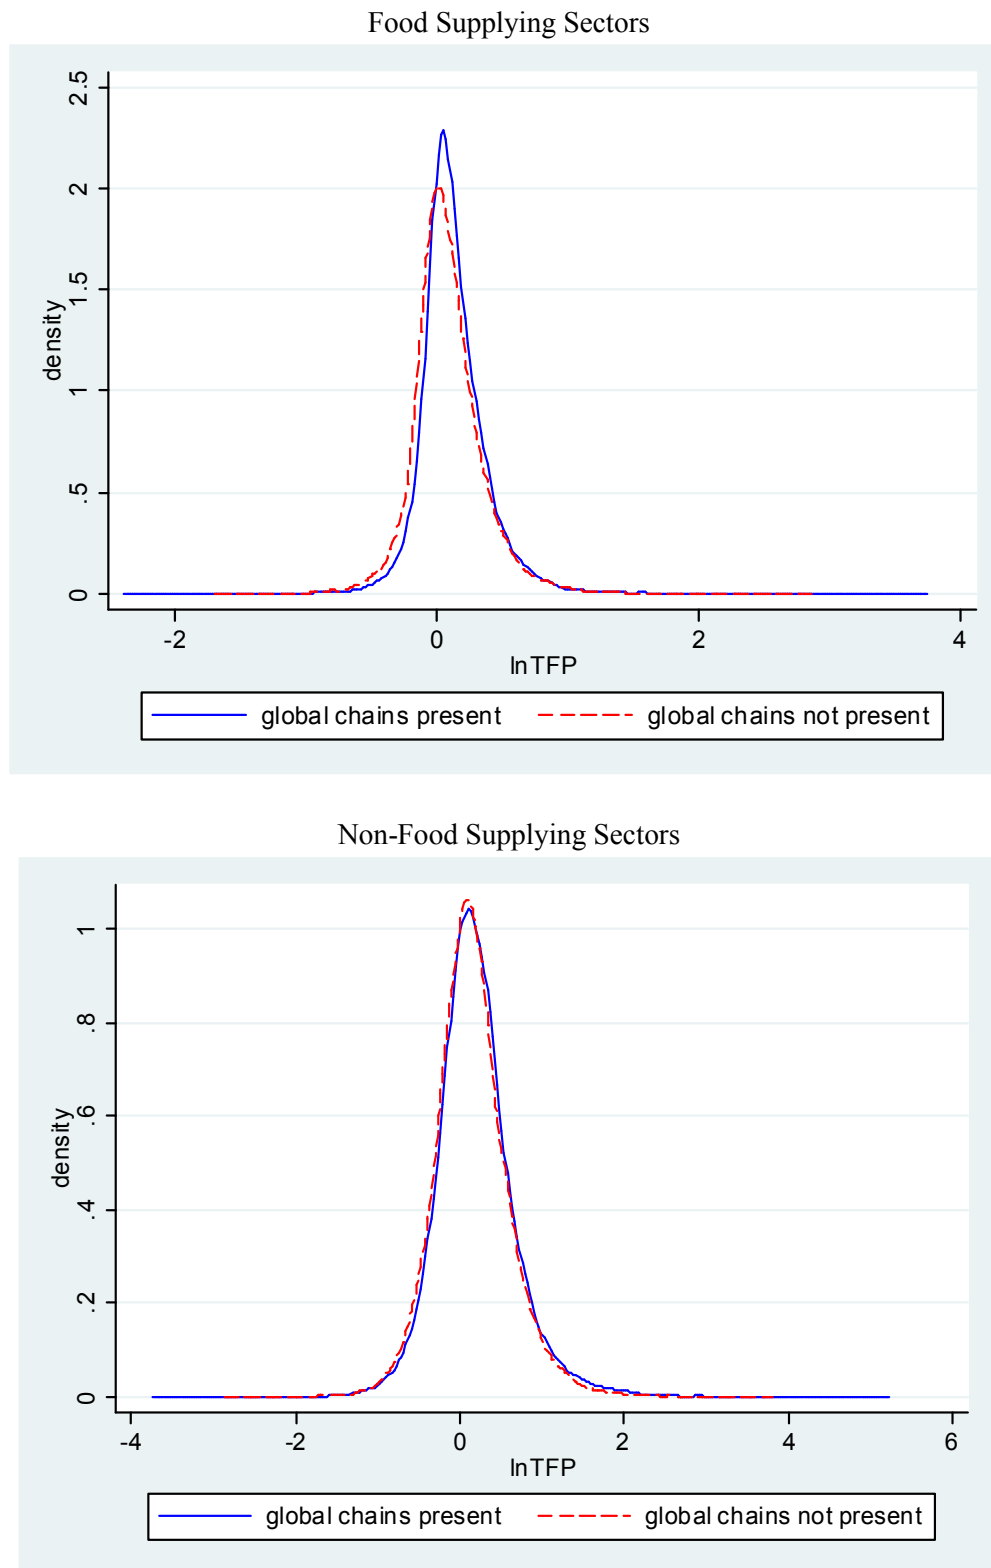 Food Supplying Sectors
2.5
2
1.5
1
.5
0
density
-2 0 2 4
lnTFP
global chains present global chains not present
Non-Food Supplying Sectors
1
.8
.6
.4
.2
0
density
-4 -2 0 2 4 6
lnTFP
global chains present global chains not present